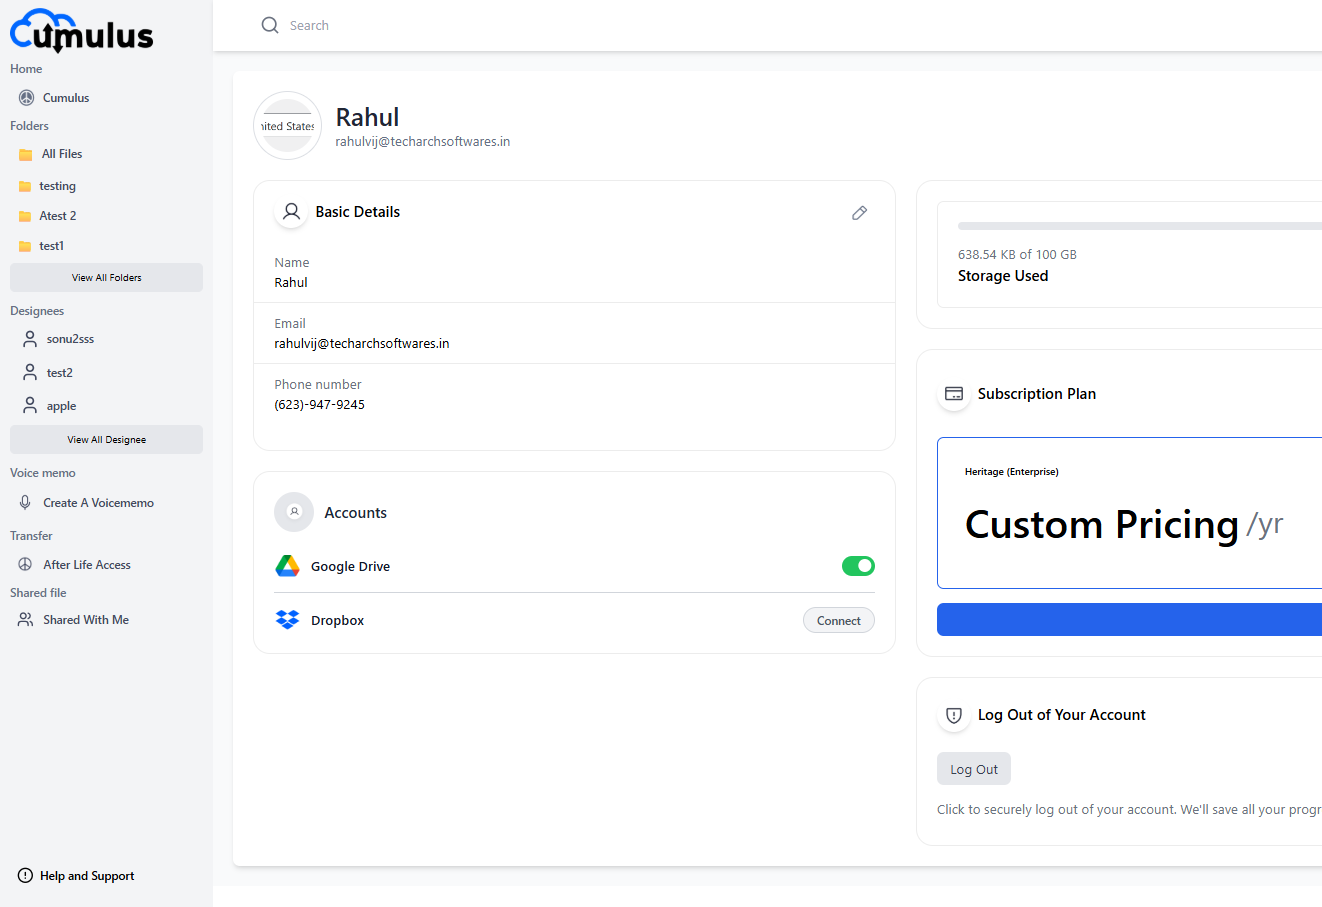 Cumulus
Home
Cumulus
Folders
All Files
testing
Atest 2
test1
View All Folders
Designees
sonu2sss
test2
apple
View All Designee
Voice memo
Create A Voicememo
Transfer
After Life Access
Shared file
Shared With Me
Help and Support
Search
nited States
Rahul
rahulvij@techarchsoftwares.in
Basic Details
Name
Rahul
Email
rahulvij@techarchsoftwares.in
Phone number
(623)-947-9245
Accounts
Google Drive
Dropbox
Connect
638.54 KB of 100 GB
Storage Used
Subscription Plan
Heritage (Enterprise)
Custom Pricing /yr
Log Out of Your Account
Log Out
Click to securely log out of your account. We'll save all your progr